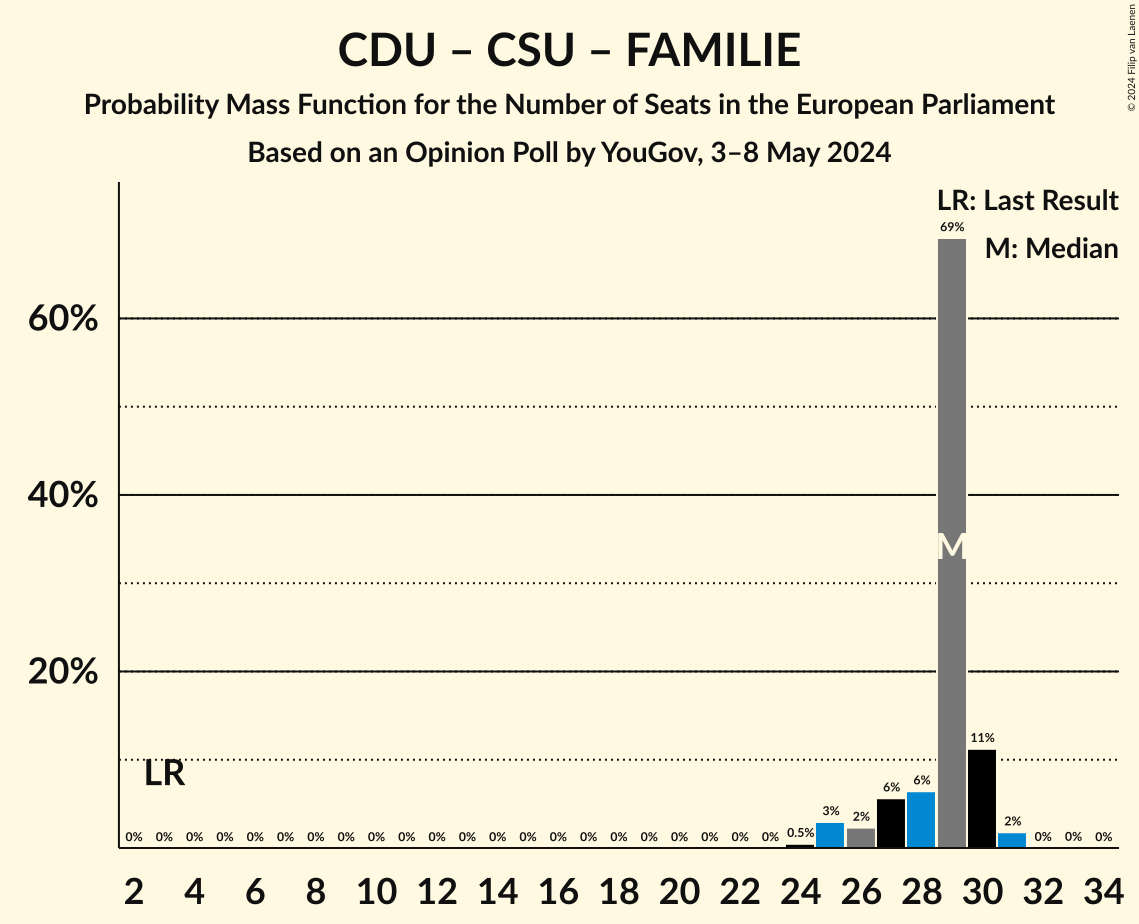 CDU – CSU – FAMILIE
Probability Mass Function for the Number of Seats in the European Parliament
Based on an Opinion Poll by YouGov, 3–8 May 2024
© 2024 Filip van Laenen
LR: Last Result
M: Median
69%
60%
40%
M
20%
11%
LR
6% 6%
3% 2% 2%
0% 0% 0% 0% 0% 0% 0% 0% 0% 0% 0% 0% 0% 0% 0% 0% 0% 0% 0% 0% 0% 0% 0.5% 0% 0% 0%
2 4 6 8 10 12 14 16 18 20 22 24 26 28 30 32 34